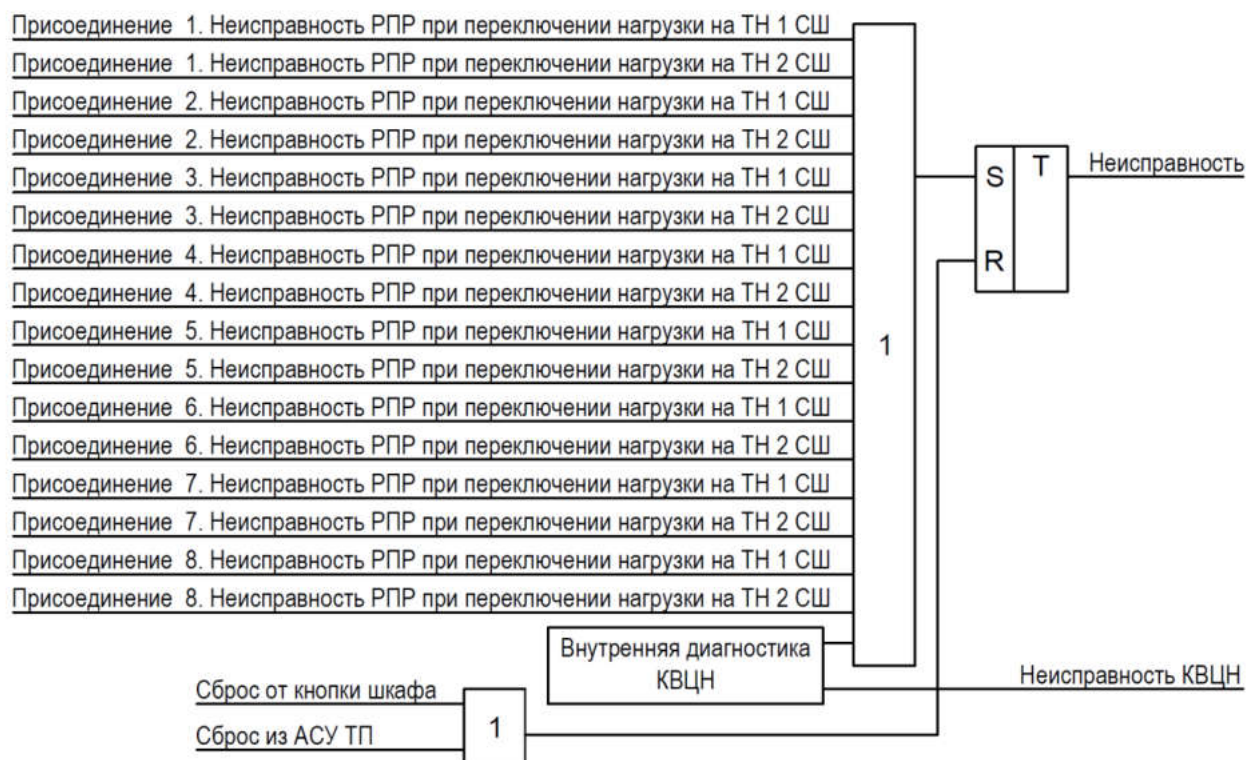 Присоединение 1. Неисправность РПР при переключении нагрузки на ТН 1 СШ
Присоединение 1. Неисправность РПР при переключении нагрузки на ТН 2 СШ
Присоединение 2. Неисправность РПР при переключении нагрузки на ТН 1 СШ
Присоединение 2. Неисправность РПР при переключении нагрузки на ТН 2 СШ
Присоединение 3. Неисправность РПР при переключении нагрузки на ТН 1 СШ
Присоединение 3. Неисправность РПР при переключении нагрузки на ТН 2 СШ
Присоединение 4. Неисправность РПР при переключении нагрузки на ТН 1 СШ
Присоединение 4. Неисправность РПР при переключении нагрузки на ТН 2 СШ
Присоединение 5. Неисправность РПР при переключении нагрузки на ТН 1 СШ
Присоединение 5. Неисправность РПР при переключении нагрузки на ТН 2 СШ
Присоединение 6. Неисправность РПР при переключении нагрузки на ТН 1 СШ
Присоединение 6. Неисправность РПР при переключении нагрузки на ТН 2 СШ
Присоединение 7. Неисправность РПР при переключении нагрузки на ТН 1 СШ
Присоединение 7. Неисправность РПР при переключении нагрузки на ТН 2 СШ
Присоединение 8. Неисправность РПР при переключении нагрузки на ТН 1 СШ
Присоединение 8. Неисправность РПР при переключении нагрузки на ТН 2 СШ
1
S T
R
Неисправность
Внутренняя диагностика
КВЦН
Неисправность КВЦН
Сброс от кнопки шкафа
Сброс из АСУ ТП
1